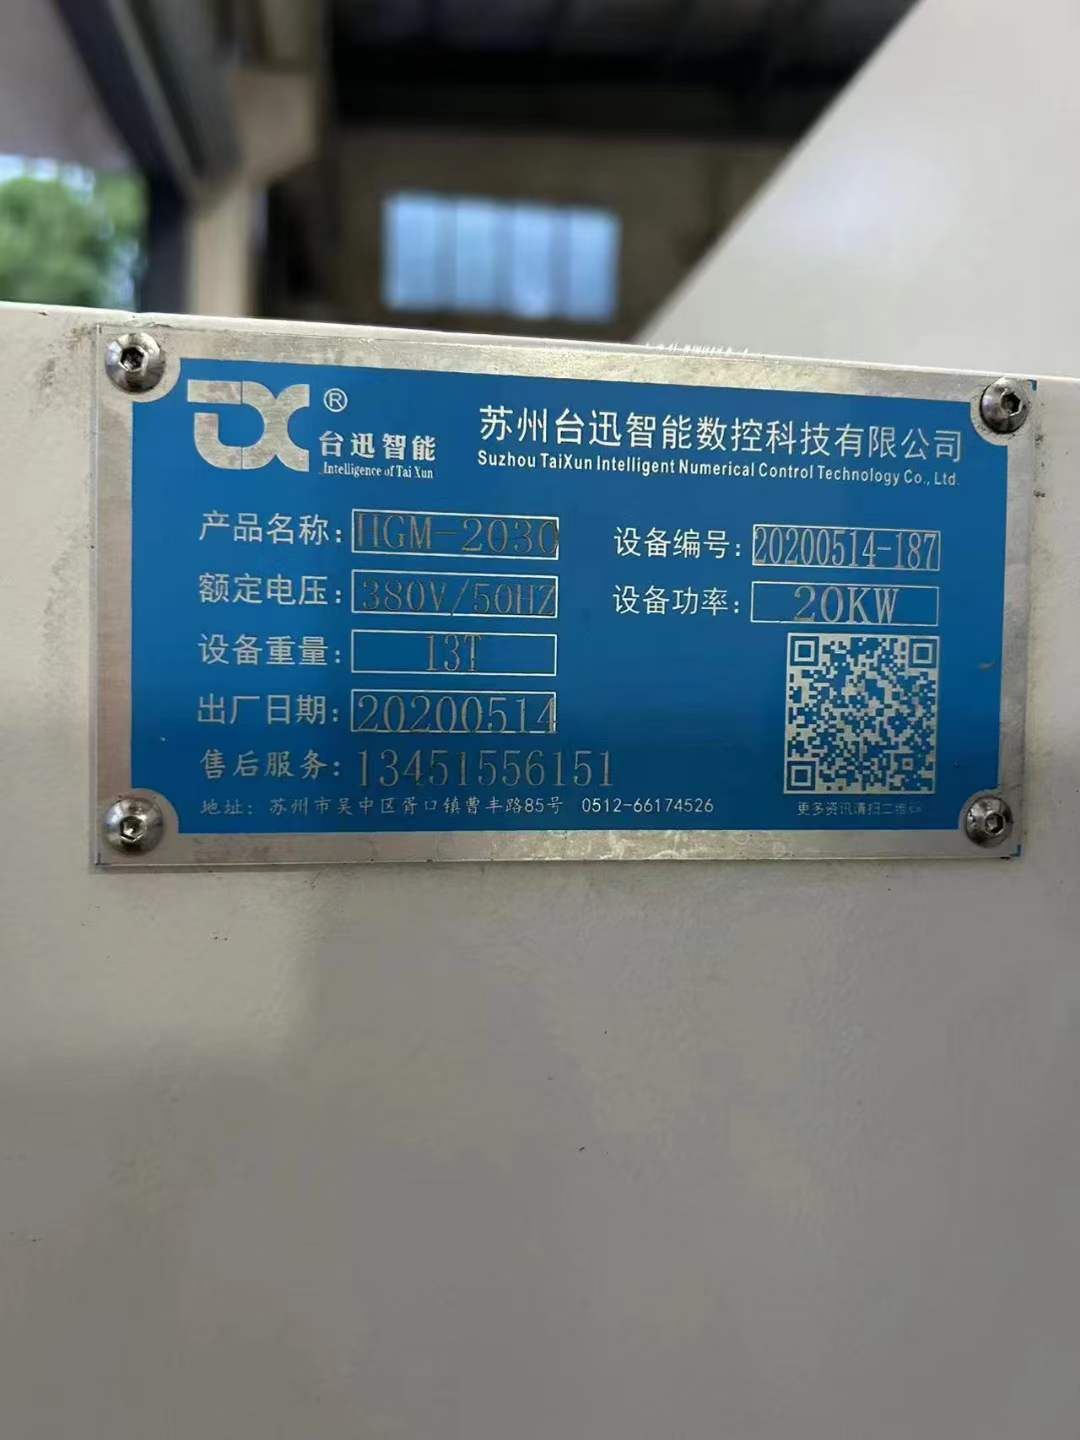 ®
台迅智能
Intelligence of Tai Xun
苏州台迅智能数控科技有限公司
Suzhou TaiXun Intelligent Numerical Control Technology Co., Ltd.
产品名称: HGM-2030
设备编号: 20200514-187
额定电压: 380V/50HZ
设备功率: 20KW
设备重量: 13T
出厂日期: 20200514
售后服务: 13451556151
地址: 苏州市吴中区胥口镇曹丰路85号 0512-66174526
更多资讯请扫二维码